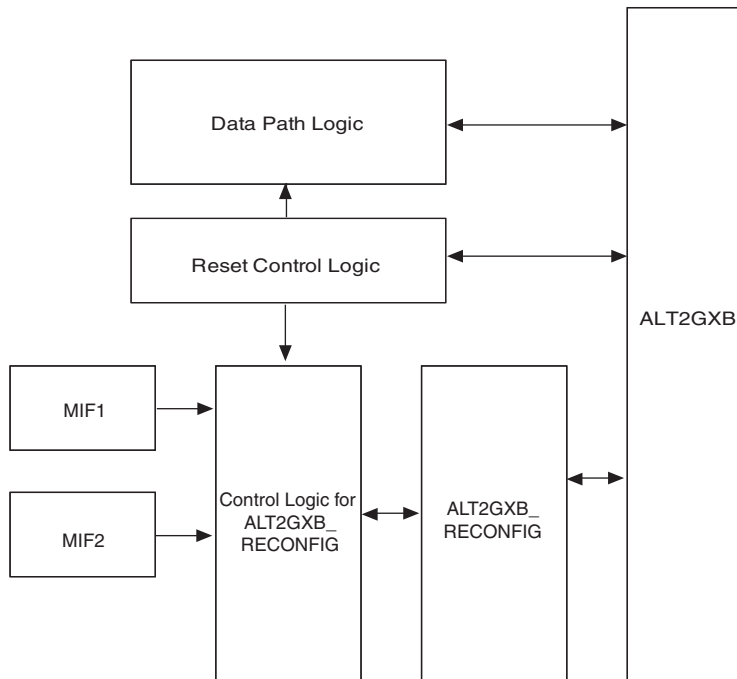 Data Path Logic
Reset Control Logic
ALT2GXB
MIF1
MIF2
Control Logic for
ALT2GXB_
RECONFIG
ALT2GXB_
RECONFIG